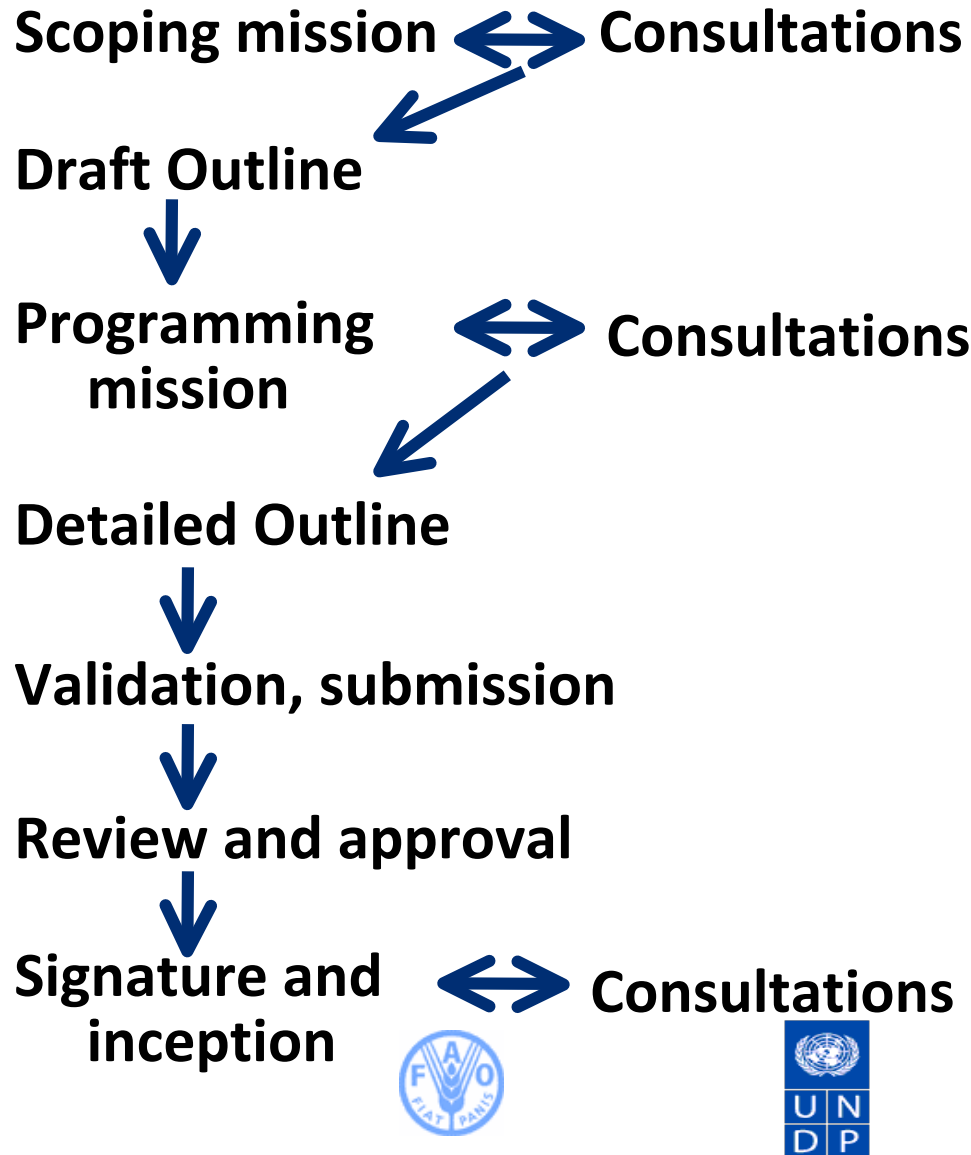 Scoping mission Consultations
Draft Outline
Programming Consultations
mission
Detailed Outline
Validation, submission
Review and approval
Signature and Consultations
inception
F A O
FIAT PANIS
U N
D P